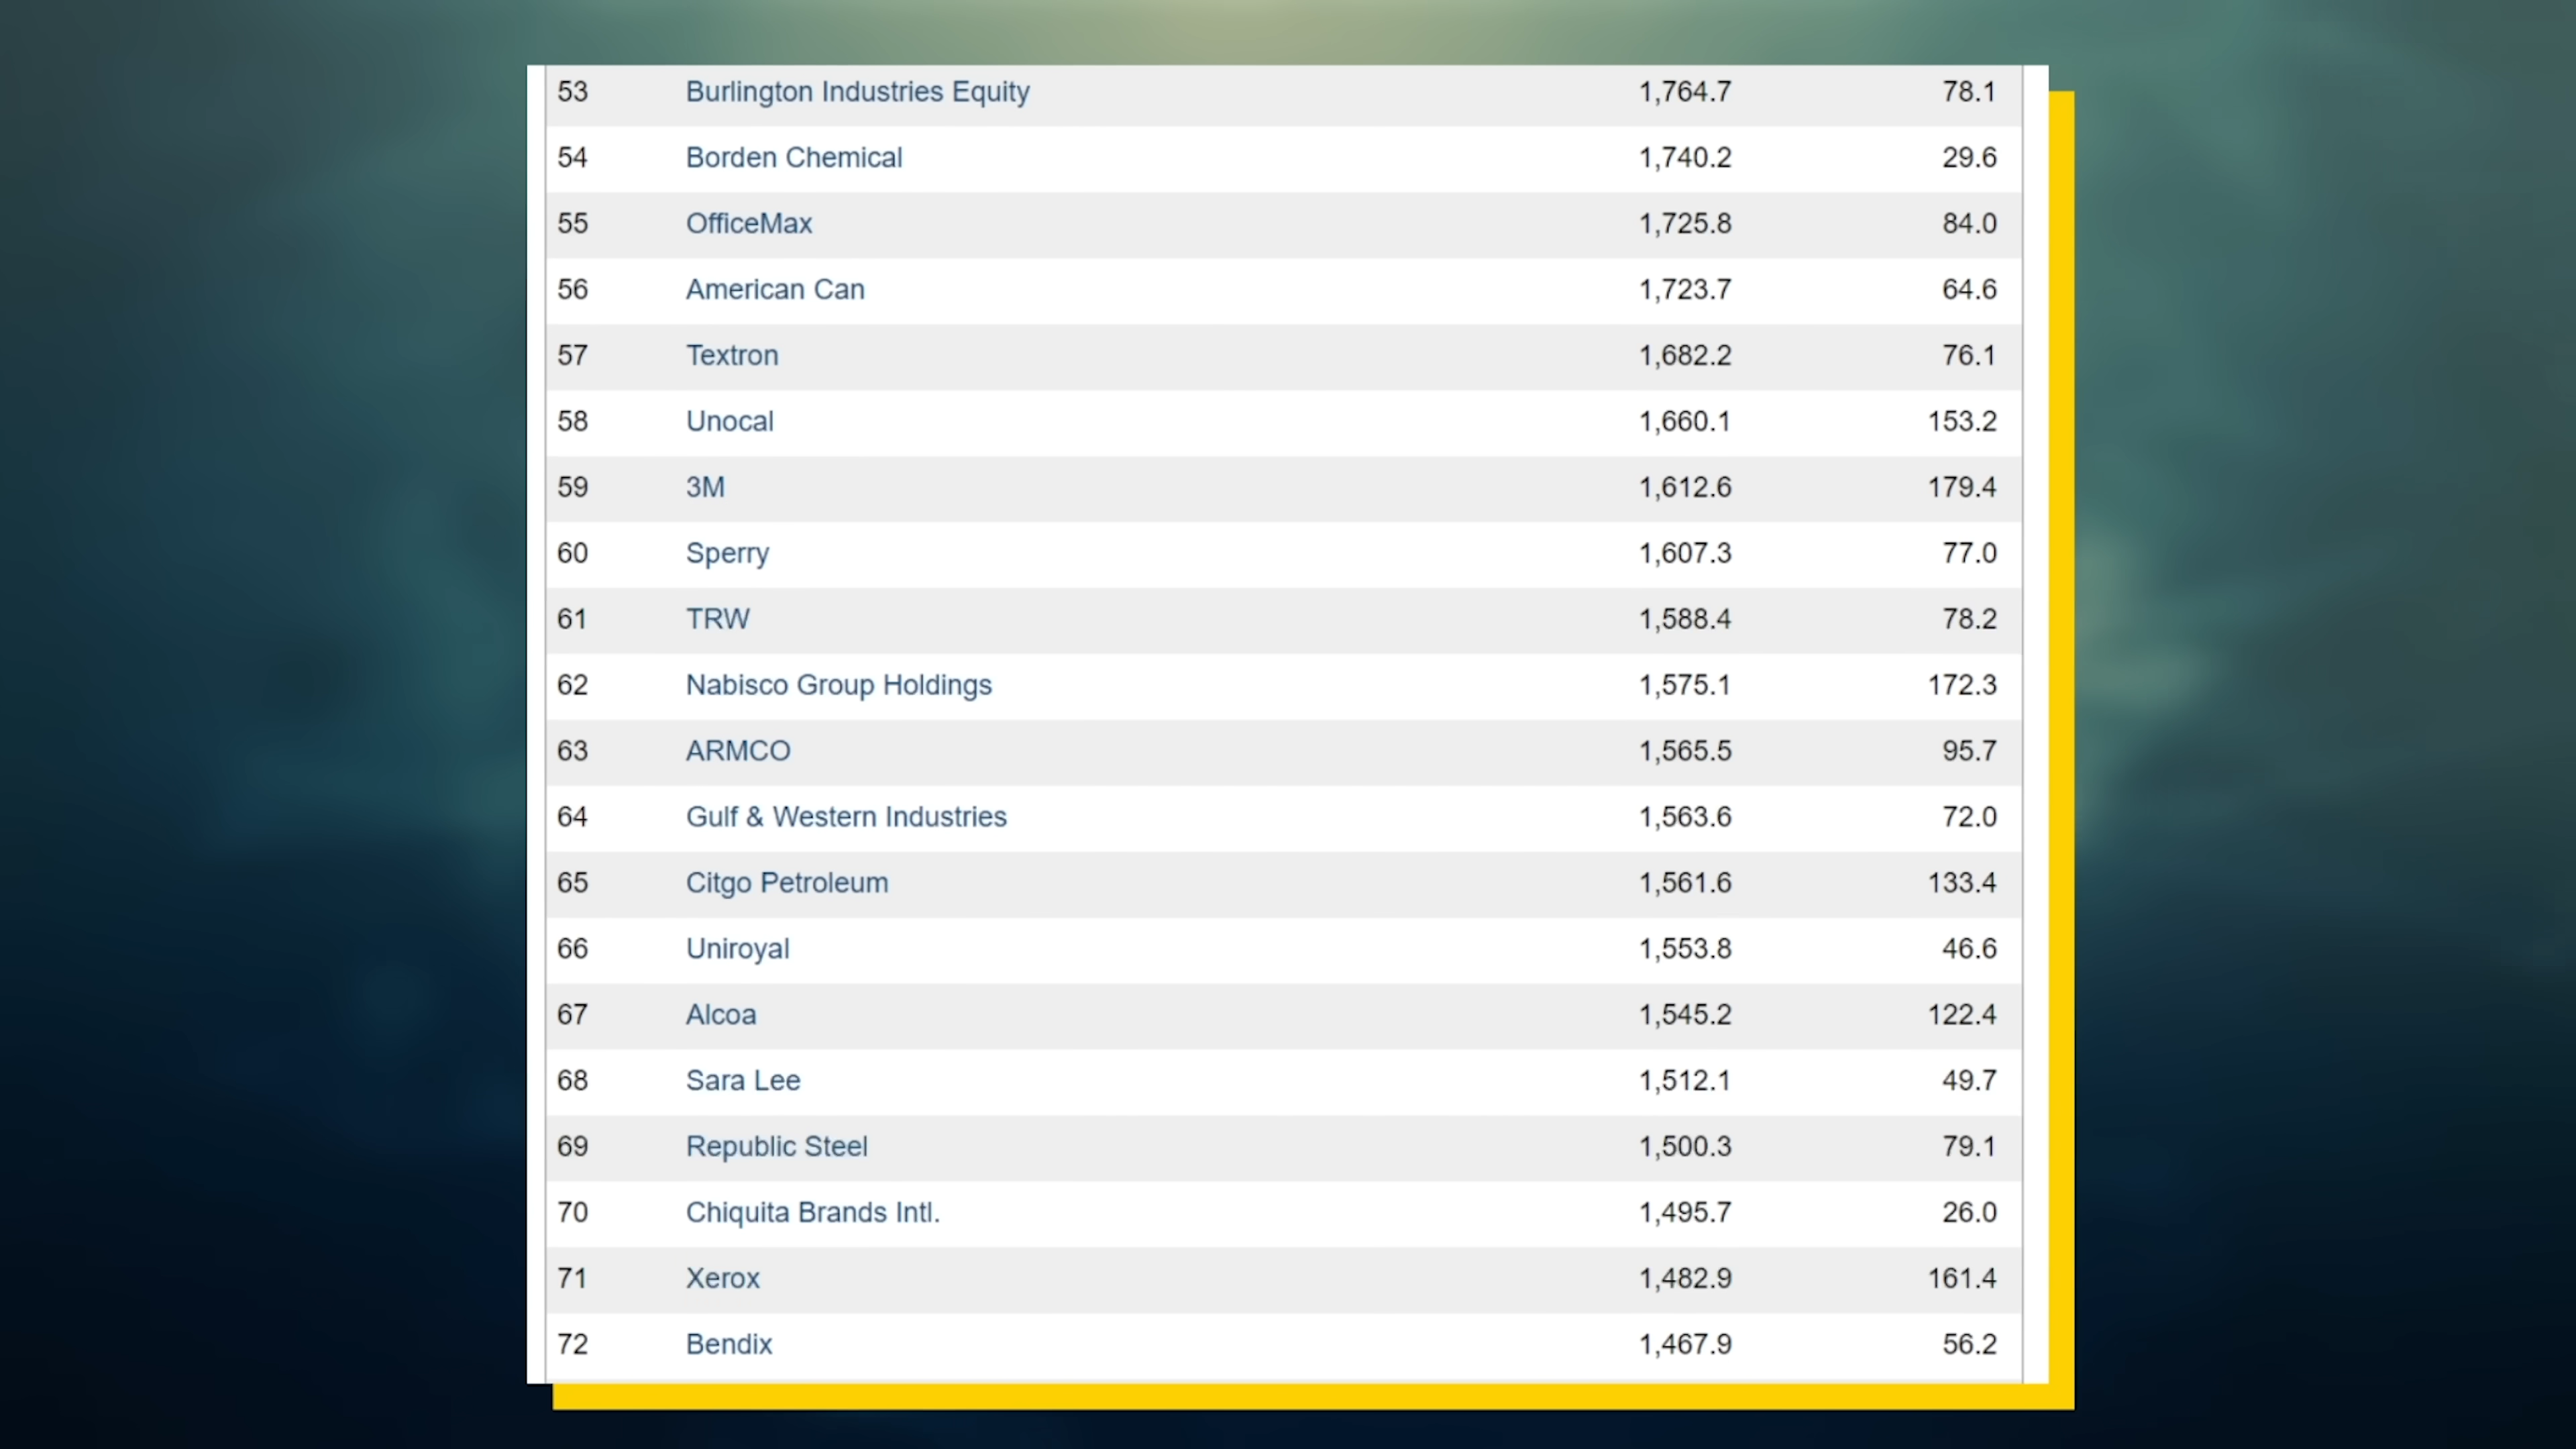 53 Burlington Industries Equity 1,764.7 78.1
54 Borden Chemical 1,740.2 29.6
55 OfficeMax 1,725.8 84.0
56 American Can 1,723.7 64.6
57 Textron 1,682.2 76.1
58 Unocal 1,660.1 153.2
59 3M 1,612.6 179.4
60 Sperry 1,607.3 77.0
61 TRW 1,588.4 78.2
62 Nabisco Group Holdings 1,575.1 172.3
63 ARMCO 1,565.5 95.7
64 Gulf & Western Industries 1,563.6 72.0
65 Citgo Petroleum 1,561.6 133.4
66 Uniroyal 1,553.8 46.6
67 Alcoa 1,545.2 122.4
68 Sara Lee 1,512.1 49.7
69 Republic Steel 1,500.3 79.1
70 Chiquita Brands Intl. 1,495.7 26.0
71 Xerox 1,482.9 161.4
72 Bendix 1,467.9 56.2